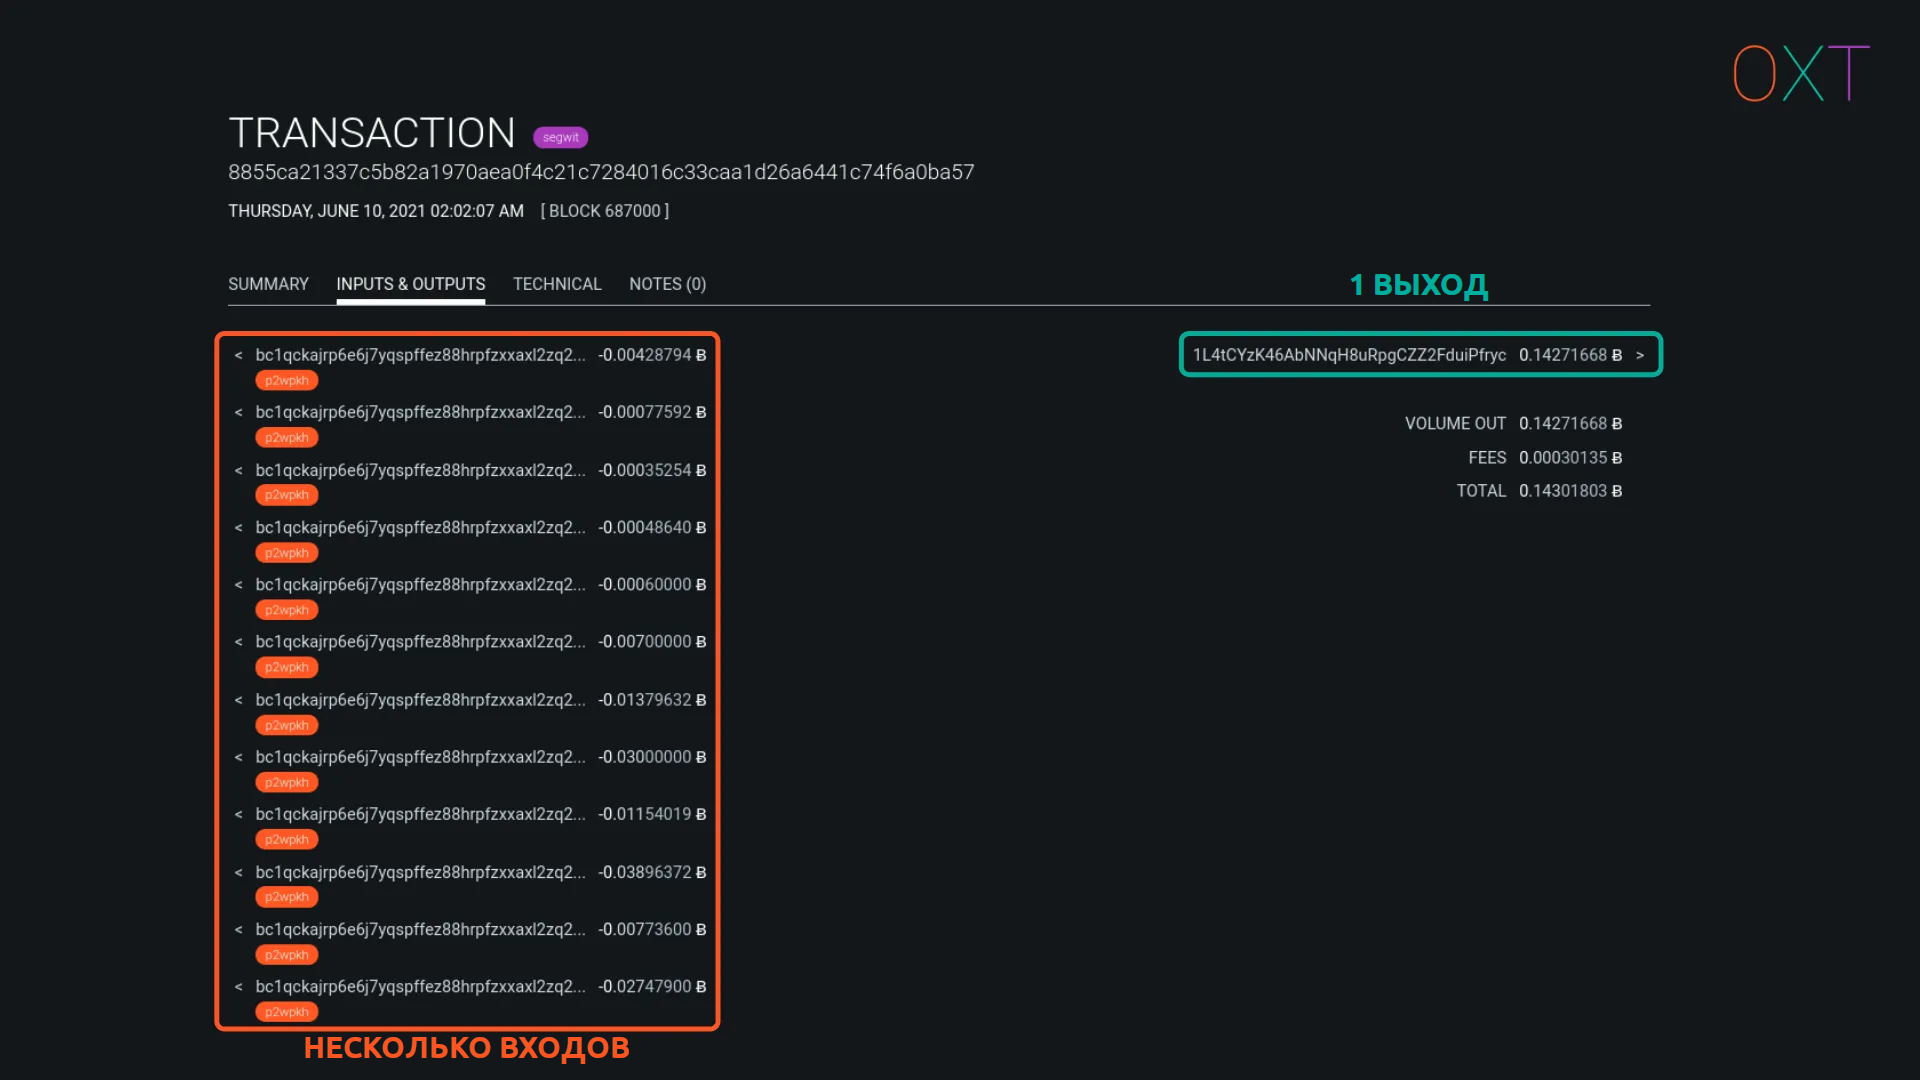 OXT
TRANSACTION segwit
8855ca21337c5b82a1970aea0f4c21c7284016c33caa1d26a6441c74f6a0ba57
THURSDAY, JUNE 10, 2021 02:02:07 AM [ BLOCK 687000 ]
SUMMARY INPUTS & OUTPUTS TECHNICAL NOTES (0)
1 ВЫХОД
< bc1qckajrp6e6j7yqspffez88hrpfzxxaxl2zq2... -0.00428794 Ƀ
p2wpkh
< bc1qckajrp6e6j7yqspffez88hrpfzxxaxl2zq2... -0.00077592 Ƀ
p2wpkh
< bc1qckajrp6e6j7yqspffez88hrpfzxxaxl2zq2... -0.00035254 Ƀ
p2wpkh
< bc1qckajrp6e6j7yqspffez88hrpfzxxaxl2zq2... -0.00048640 Ƀ
p2wpkh
< bc1qckajrp6e6j7yqspffez88hrpfzxxaxl2zq2... -0.00060000 Ƀ
p2wpkh
< bc1qckajrp6e6j7yqspffez88hrpfzxxaxl2zq2... -0.00700000 Ƀ
p2wpkh
< bc1qckajrp6e6j7yqspffez88hrpfzxxaxl2zq2... -0.01379632 Ƀ
p2wpkh
< bc1qckajrp6e6j7yqspffez88hrpfzxxaxl2zq2... -0.03000000 Ƀ
p2wpkh
< bc1qckajrp6e6j7yqspffez88hrpfzxxaxl2zq2... -0.01154019 Ƀ
p2wpkh
< bc1qckajrp6e6j7yqspffez88hrpfzxxaxl2zq2... -0.03896372 Ƀ
p2wpkh
< bc1qckajrp6e6j7yqspffez88hrpfzxxaxl2zq2... -0.00773600 Ƀ
p2wpkh
< bc1qckajrp6e6j7yqspffez88hrpfzxxaxl2zq2... -0.02747900 Ƀ
p2wpkh
НЕСКОЛЬКО ВХОДОВ
1L4tCYzK46AbNNqH8uRpgCZZ2FduiPfryc 0.14271668 Ƀ >
VOLUME OUT 0.14271668 Ƀ
FEES 0.00030135 Ƀ
TOTAL 0.14301803 Ƀ